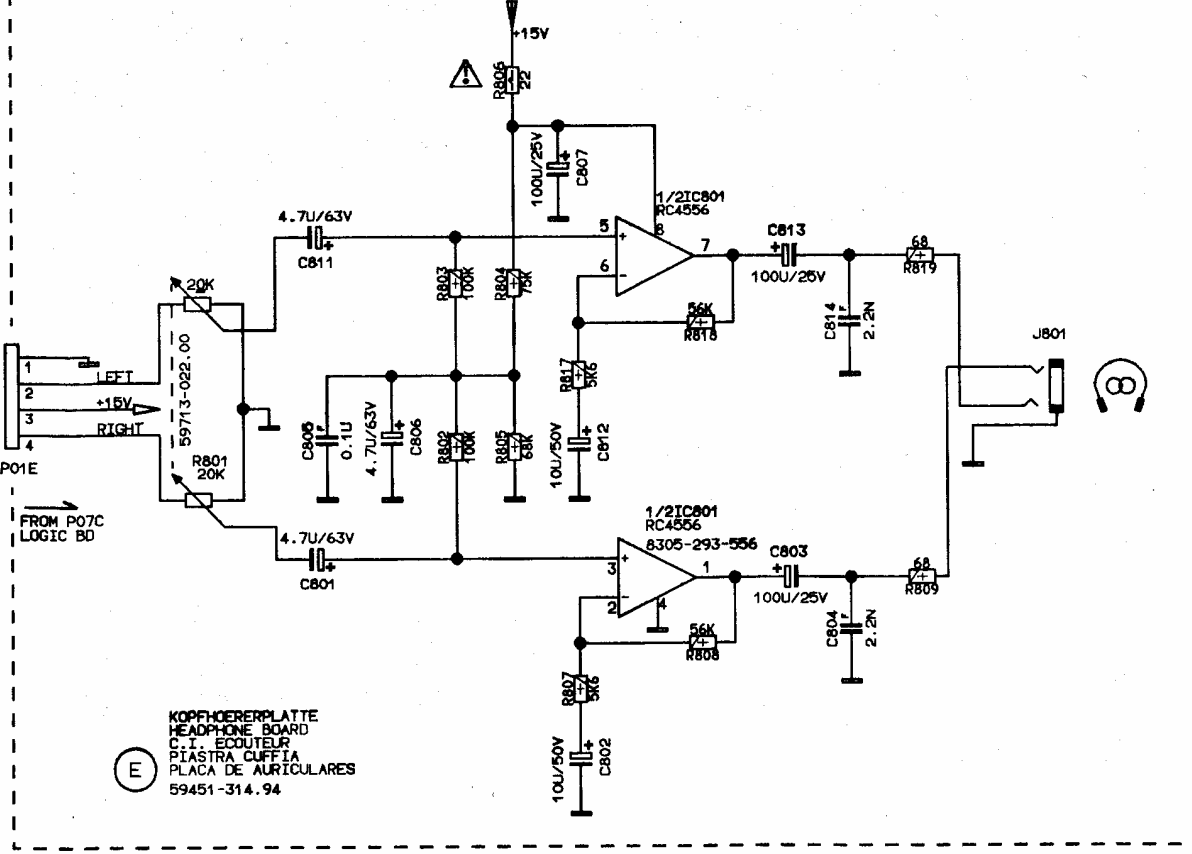 +15V
R806
22
100U/25V
C807
1/2IC801
RC4556
4.7U/63V
C811
5
8
7
6
C813
100U/25V
68
R819
R803
100K
R804
75K
20K
56K
R818
C814
2.2N
J801
59713-022.00
1
LEFT
2
+15V
3
RIGHT
4
P01E
R817
5K6
C805
0.1U
4.7U/63V
C806
R802
100K
R805
68K
10U/50V
C812
R801
20K
FROM P07C
LOGIC BD
4.7U/63V
C801
1/2IC801
RC4556
8305-293-556
3
1
2
4
C803
100U/25V
68
R809
56K
R808
C804
2.2N
R807
5K6
10U/50V
C802
E
KOPFHOERERPLATTE
HEADPHONE BOARD
C.I. ECOUTEUR
PIASTRA CUFFIA
PLACA DE AURICULARES
59451-314.94